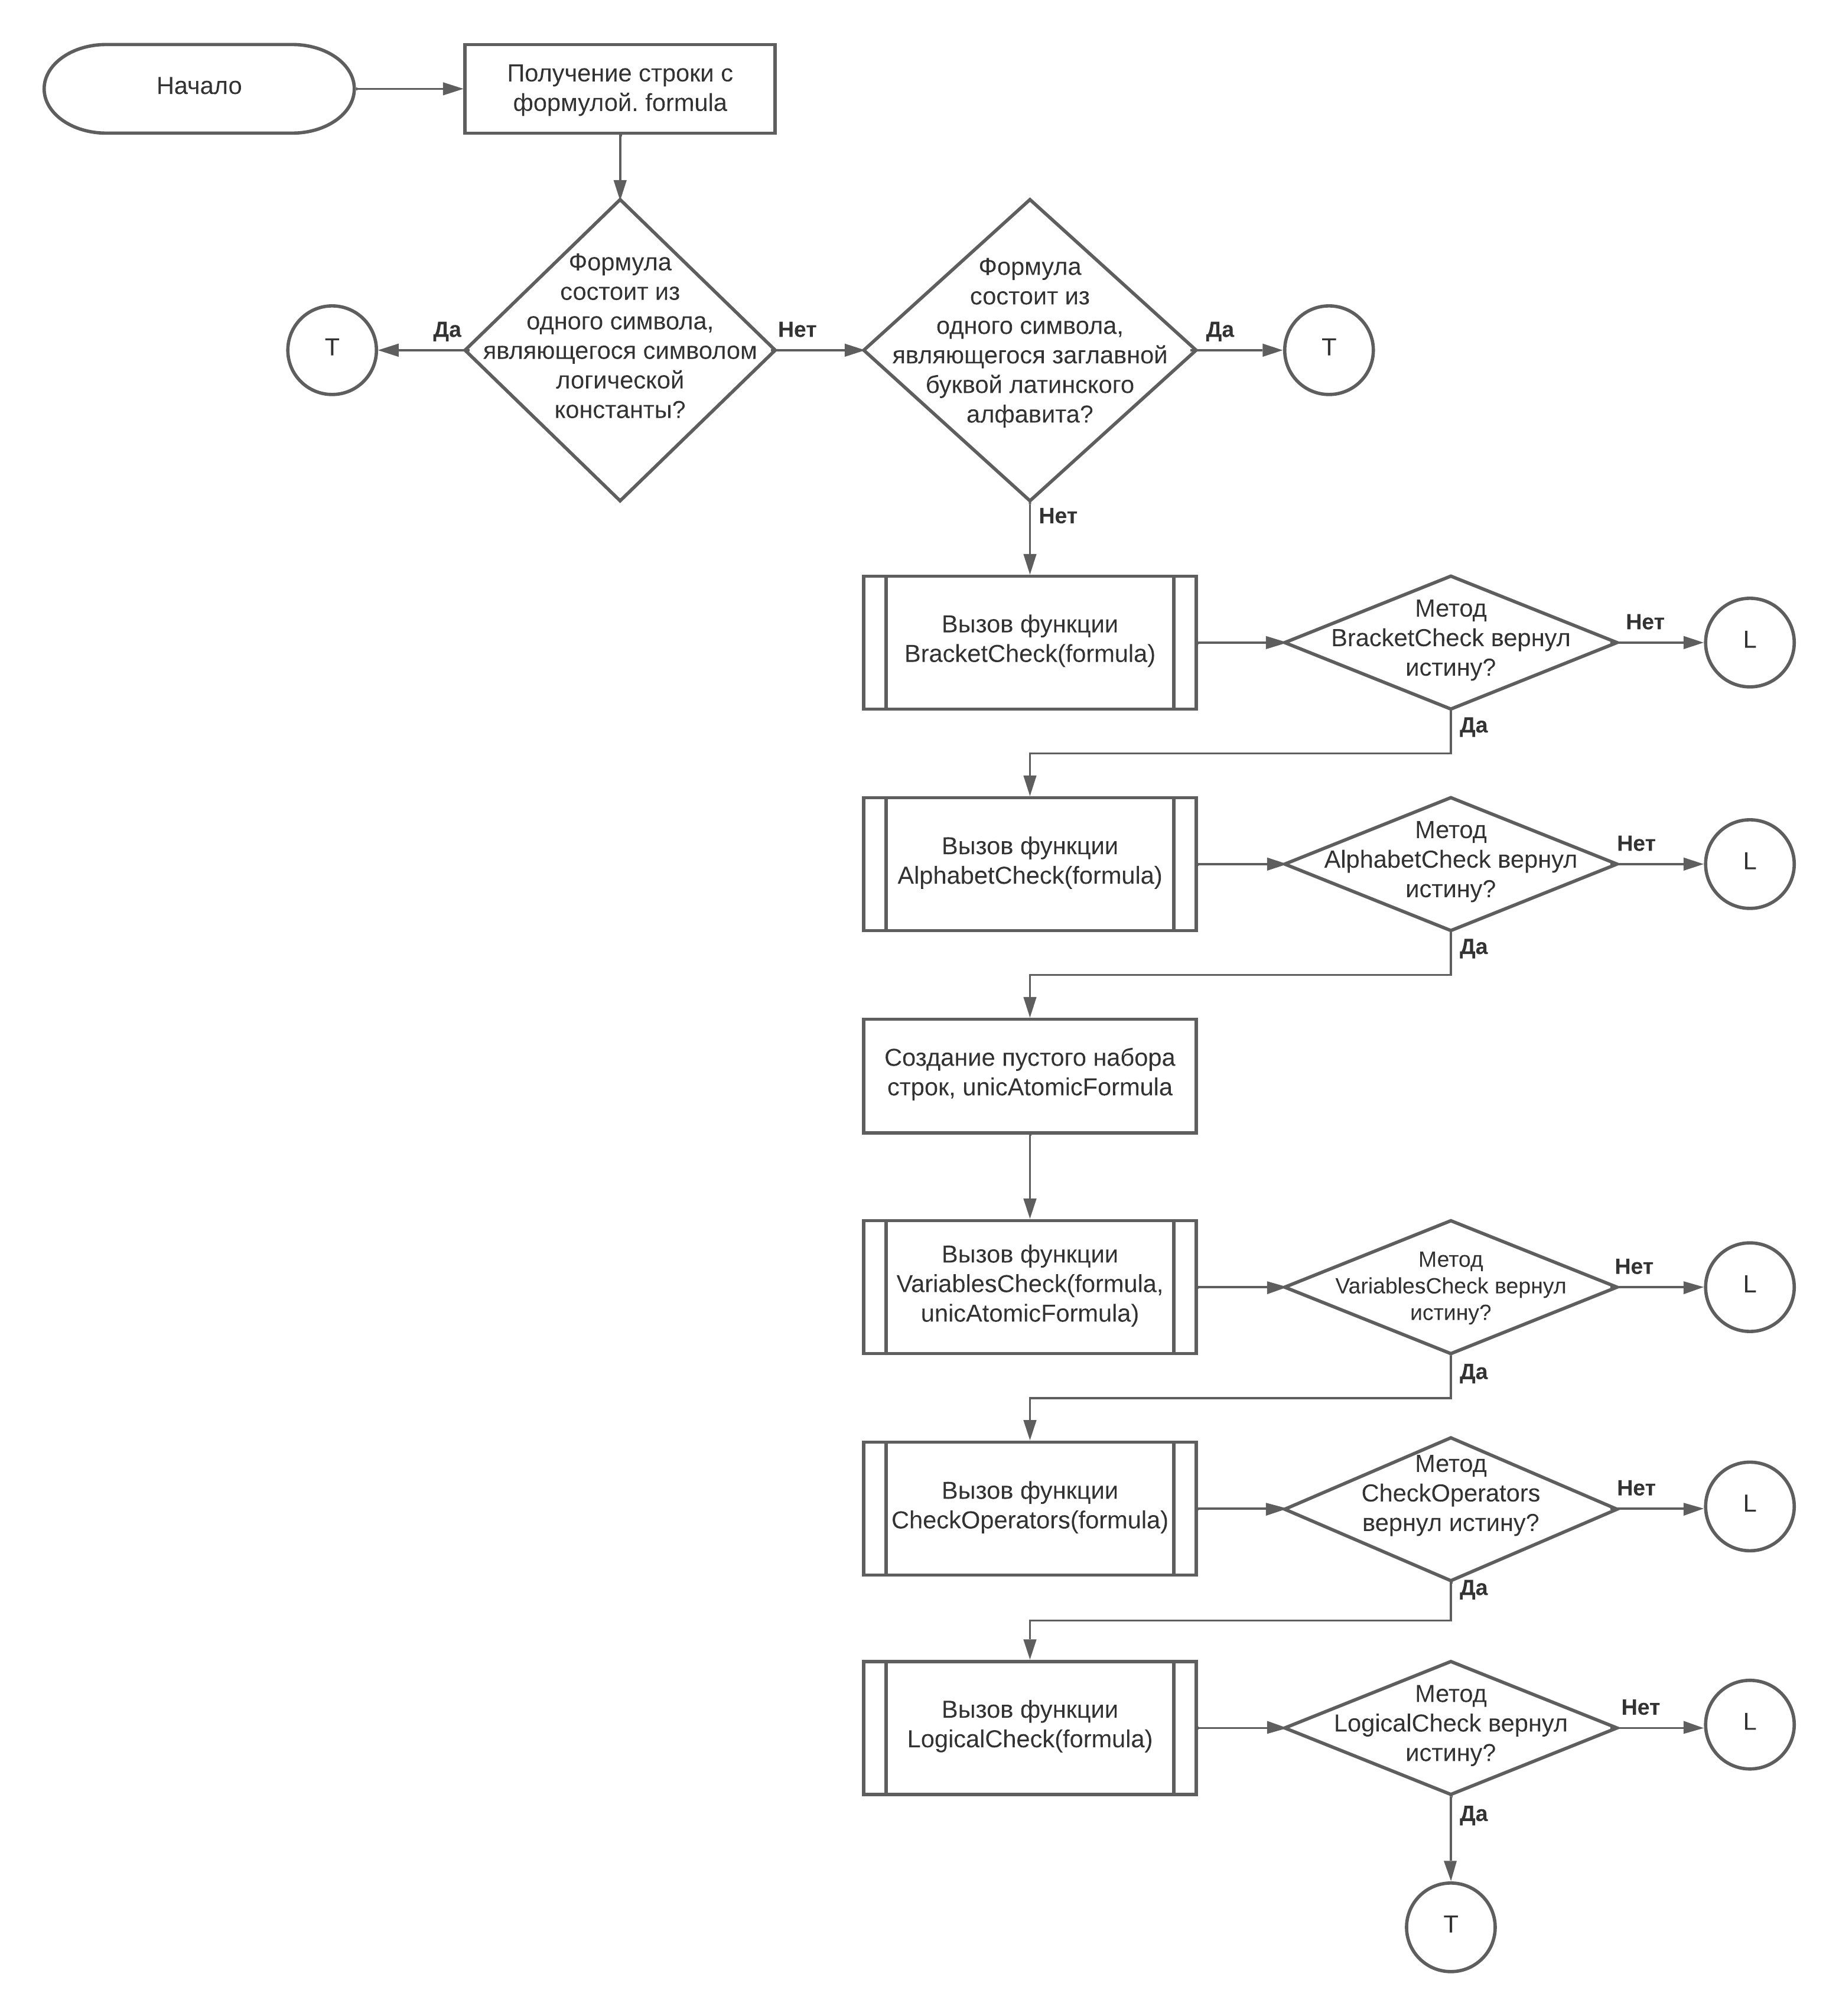 Начало
Получение строки с
формулой. formula
Формула
состоит из
одного символа,
являющегося символом
логической
константы?
Да
T
Нет
Формула
состоит из
одного символа,
являющегося заглавной
буквой латинского
алфавита?
Да
T
Нет
Вызов функции
BracketCheck(formula)
Метод
BracketCheck вернул
истину?
Нет
L
Да
Вызов функции
AlphabetCheck(formula)
Метод
AlphabetCheck вернул
истину?
Нет
L
Да
Создание пустого набора
строк, unicAtomicFormula
Вызов функции
VariablesCheck(formula,
unicAtomicFormula)
Метод
VariablesCheck вернул
истину?
Нет
L
Да
Вызов функции
CheckOperators(formula)
Метод
CheckOperators
вернул истину?
Нет
L
Да
Вызов функции
LogicalCheck(formula)
Метод
LogicalCheck вернул
истину?
Нет
L
Да
T